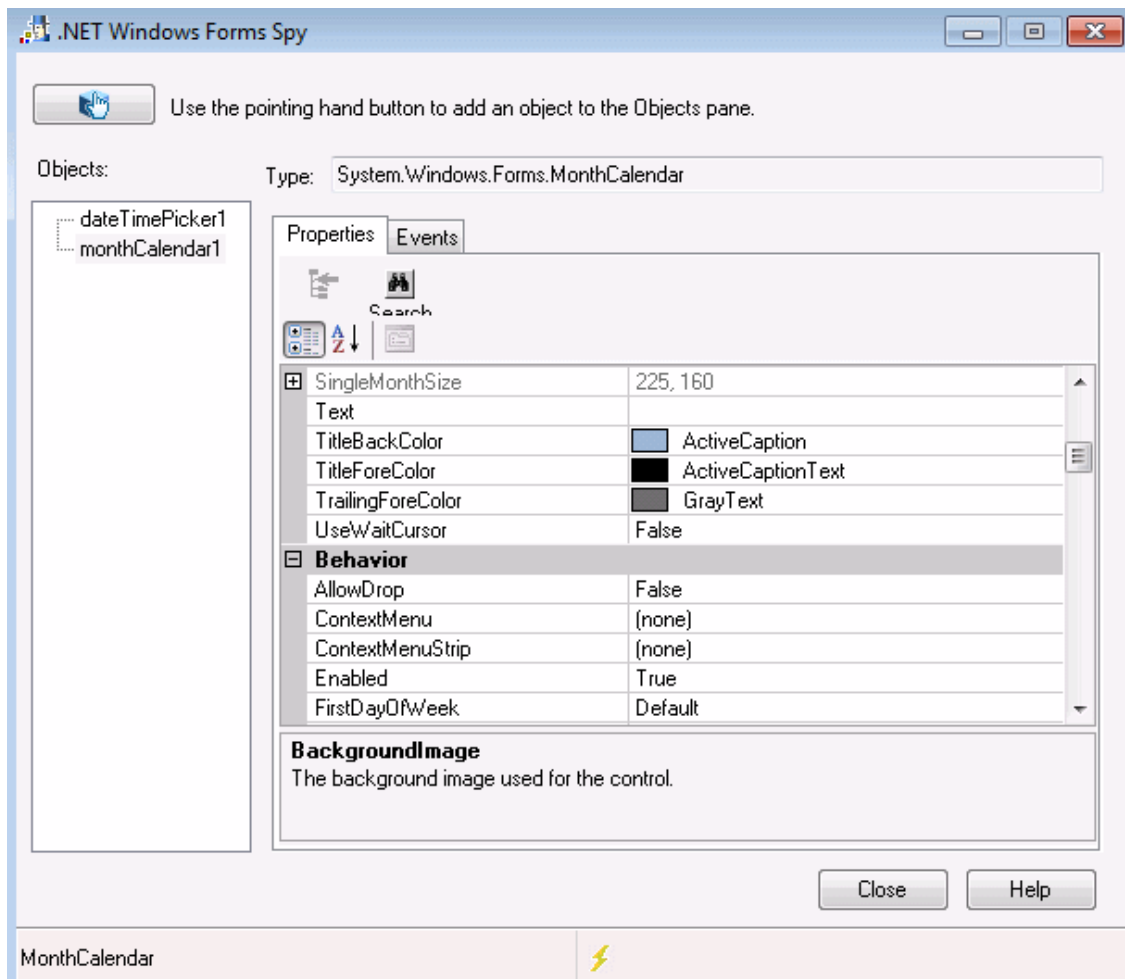 .NET Windows Forms Spy
Use the pointing hand button to add an object to the Objects pane.
Objects:
Type: System.Windows.Forms.MonthCalendar
dateTimePicker1
monthCalendar1
Properties Events
Search
A
Z
SingleMonthSize 225, 160
Text
TitleBackColor ActiveCaption
TitleForeColor ActiveCaptionText
TrailingForeColor GrayText
UseWaitCursor False
Behavior
AllowDrop False
ContextMenu (none)
ContextMenuStrip (none)
Enabled True
FirstDayOfWeek Default
BackgroundImage
The background image used for the control.
Close Help
MonthCalendar